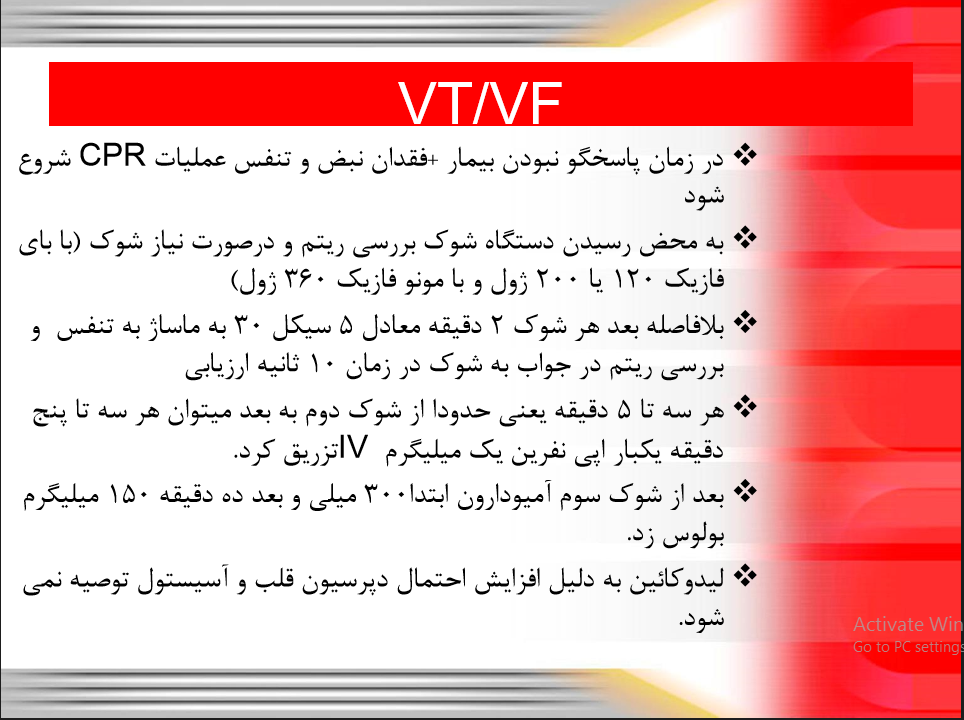 VT/VF
❖ در زمان پاسخگو نبودن بیمار +فقدان نبض و تنفس عملیات CPR شروع
شود
❖ به محض رسیدن دستگاه شوک بررسی ریتم و درصورت نیاز شوک (با بای
فازیک ۱۲۰ یا ۲۰۰ ژول و با مونو فازیک ۳۶۰ ژول)
❖ بلافاصله بعد هر شوک ۲ دقیقه معادل ۵ سیکل ۳۰ به ماساژ به تنفس و
بررسی ریتم در جواب به شوک در زمان ۱۰ ثانیه ارزیابی
❖ هر سه تا ۵ دقیقه یعنی حدودا از شوک دوم به بعد میتوان هر سه تا پنج
دقیقه یکبار اپی نفرین یک میلیگرم IVتزریق کرد.
❖ بعد از شوک سوم آمیودارون ابتدا۳۰۰ میلی و بعد ده دقیقه ۱۵۰ میلیگرم
بولوس زد.
❖ لیدوکائین به دلیل افزایش احتمال دپرسیون قلب و آسیستول توصیه نمی
شود.
Activate Win
Go to PC settings